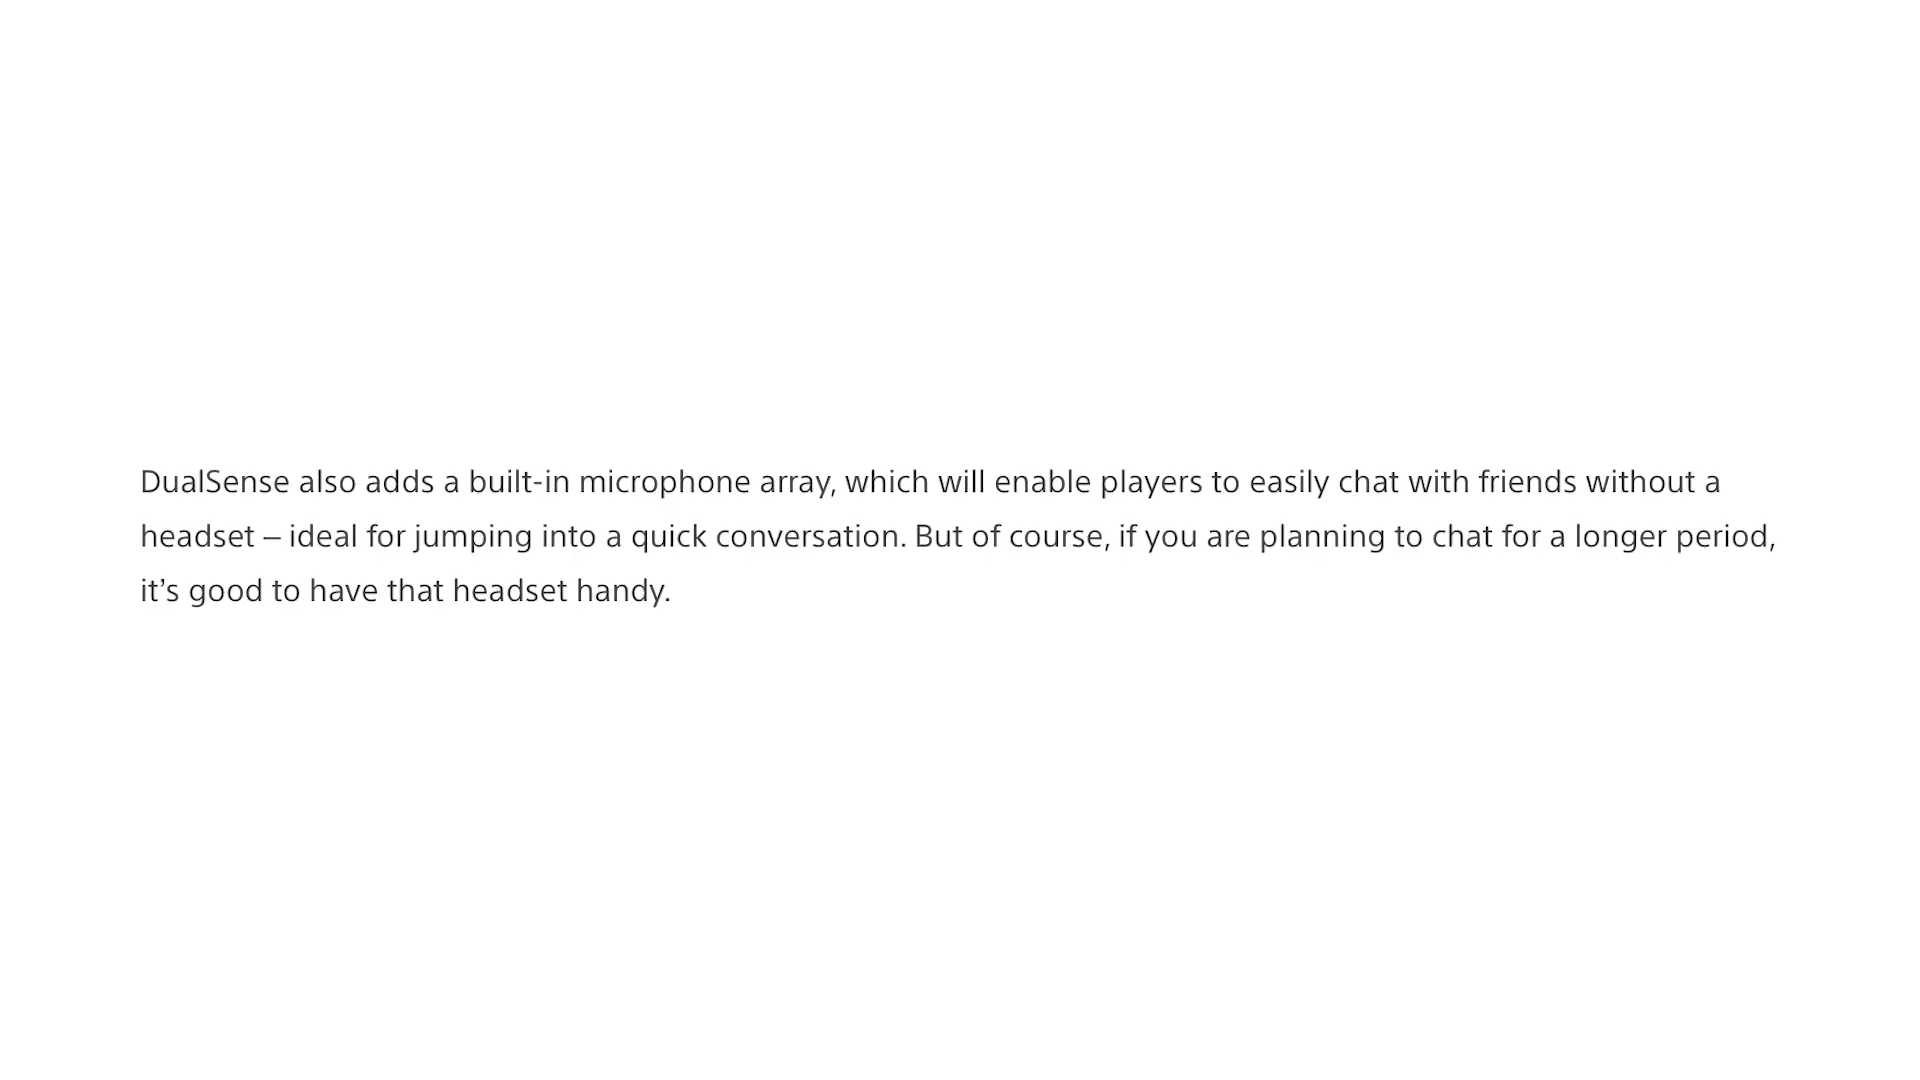 DualSense also adds a built-in microphone array, which will enable players to easily chat with friends without a
headset – ideal for jumping into a quick conversation. But of course, if you are planning to chat for a longer period,
it’s good to have that headset handy.